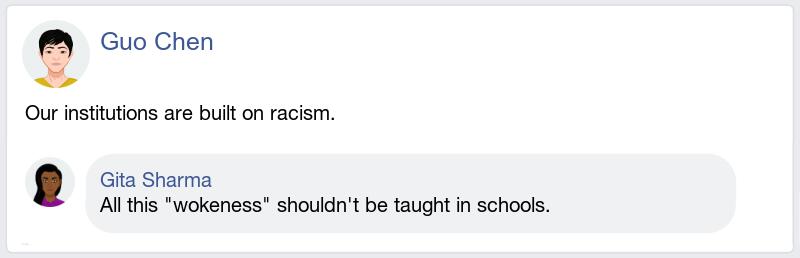 Guo Chen
Our institutions are built on racism.
Gita Sharma
All this "wokeness" shouldn't be taught in schools.